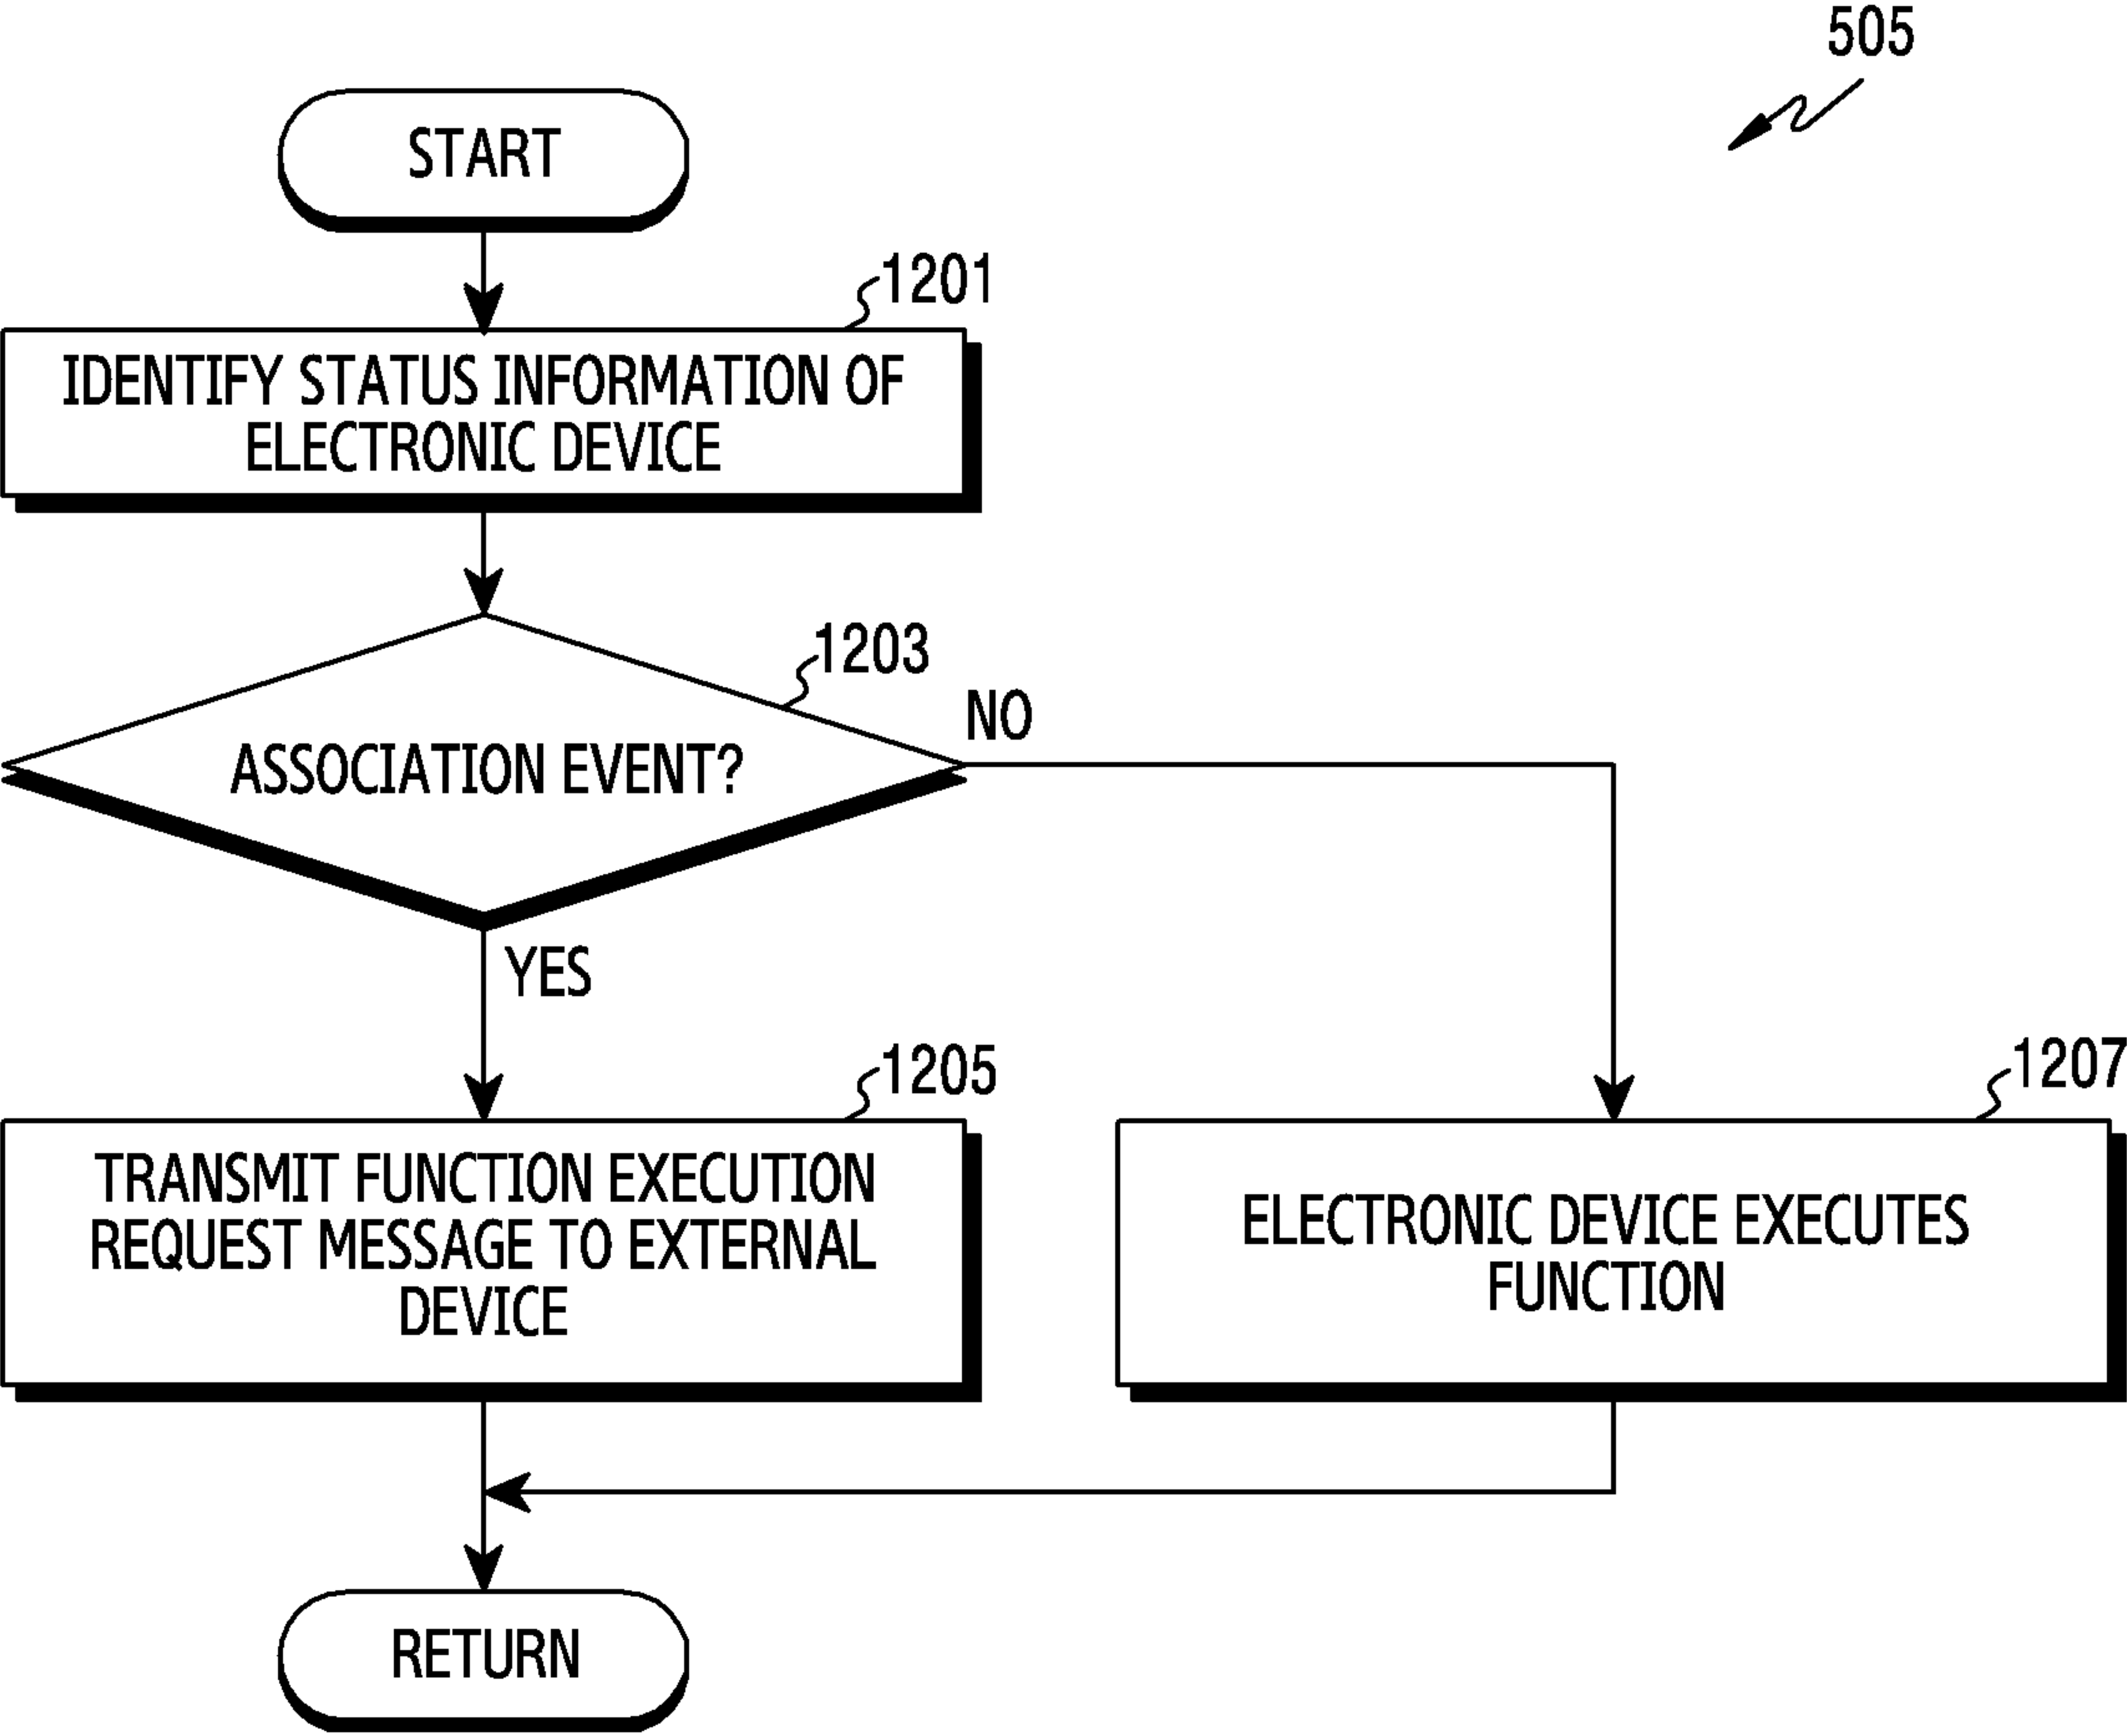 505
START
1201
IDENTIFY STATUS INFORMATION OF
ELECTRONIC DEVICE
1203
NO
ASSOCIATION EVENT?
YES
1205
TRANSMIT FUNCTION EXECUTION
REQUEST MESSAGE TO EXTERNAL
DEVICE
1207
ELECTRONIC DEVICE EXECUTES
FUNCTION
RETURN